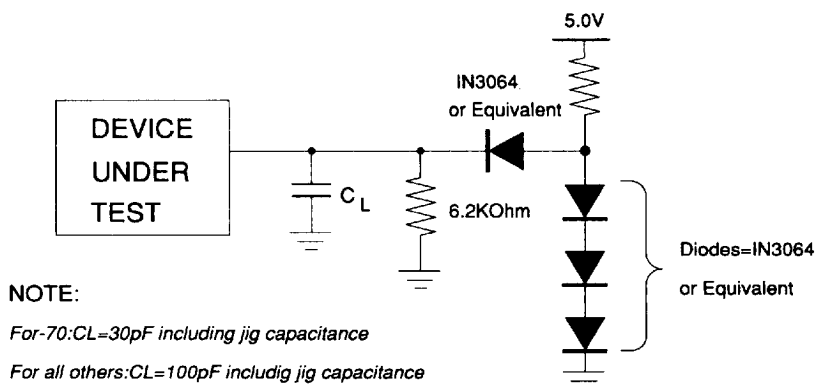 5.0V
IN3064
or Equivalent
DEVICE
UNDER
TEST
CL
6.2KOhm
Diodes=IN3064
or Equivalent
NOTE:
For-70:CL=30pF including jig capacitance
For all others:CL=100pF includig jig capacitance